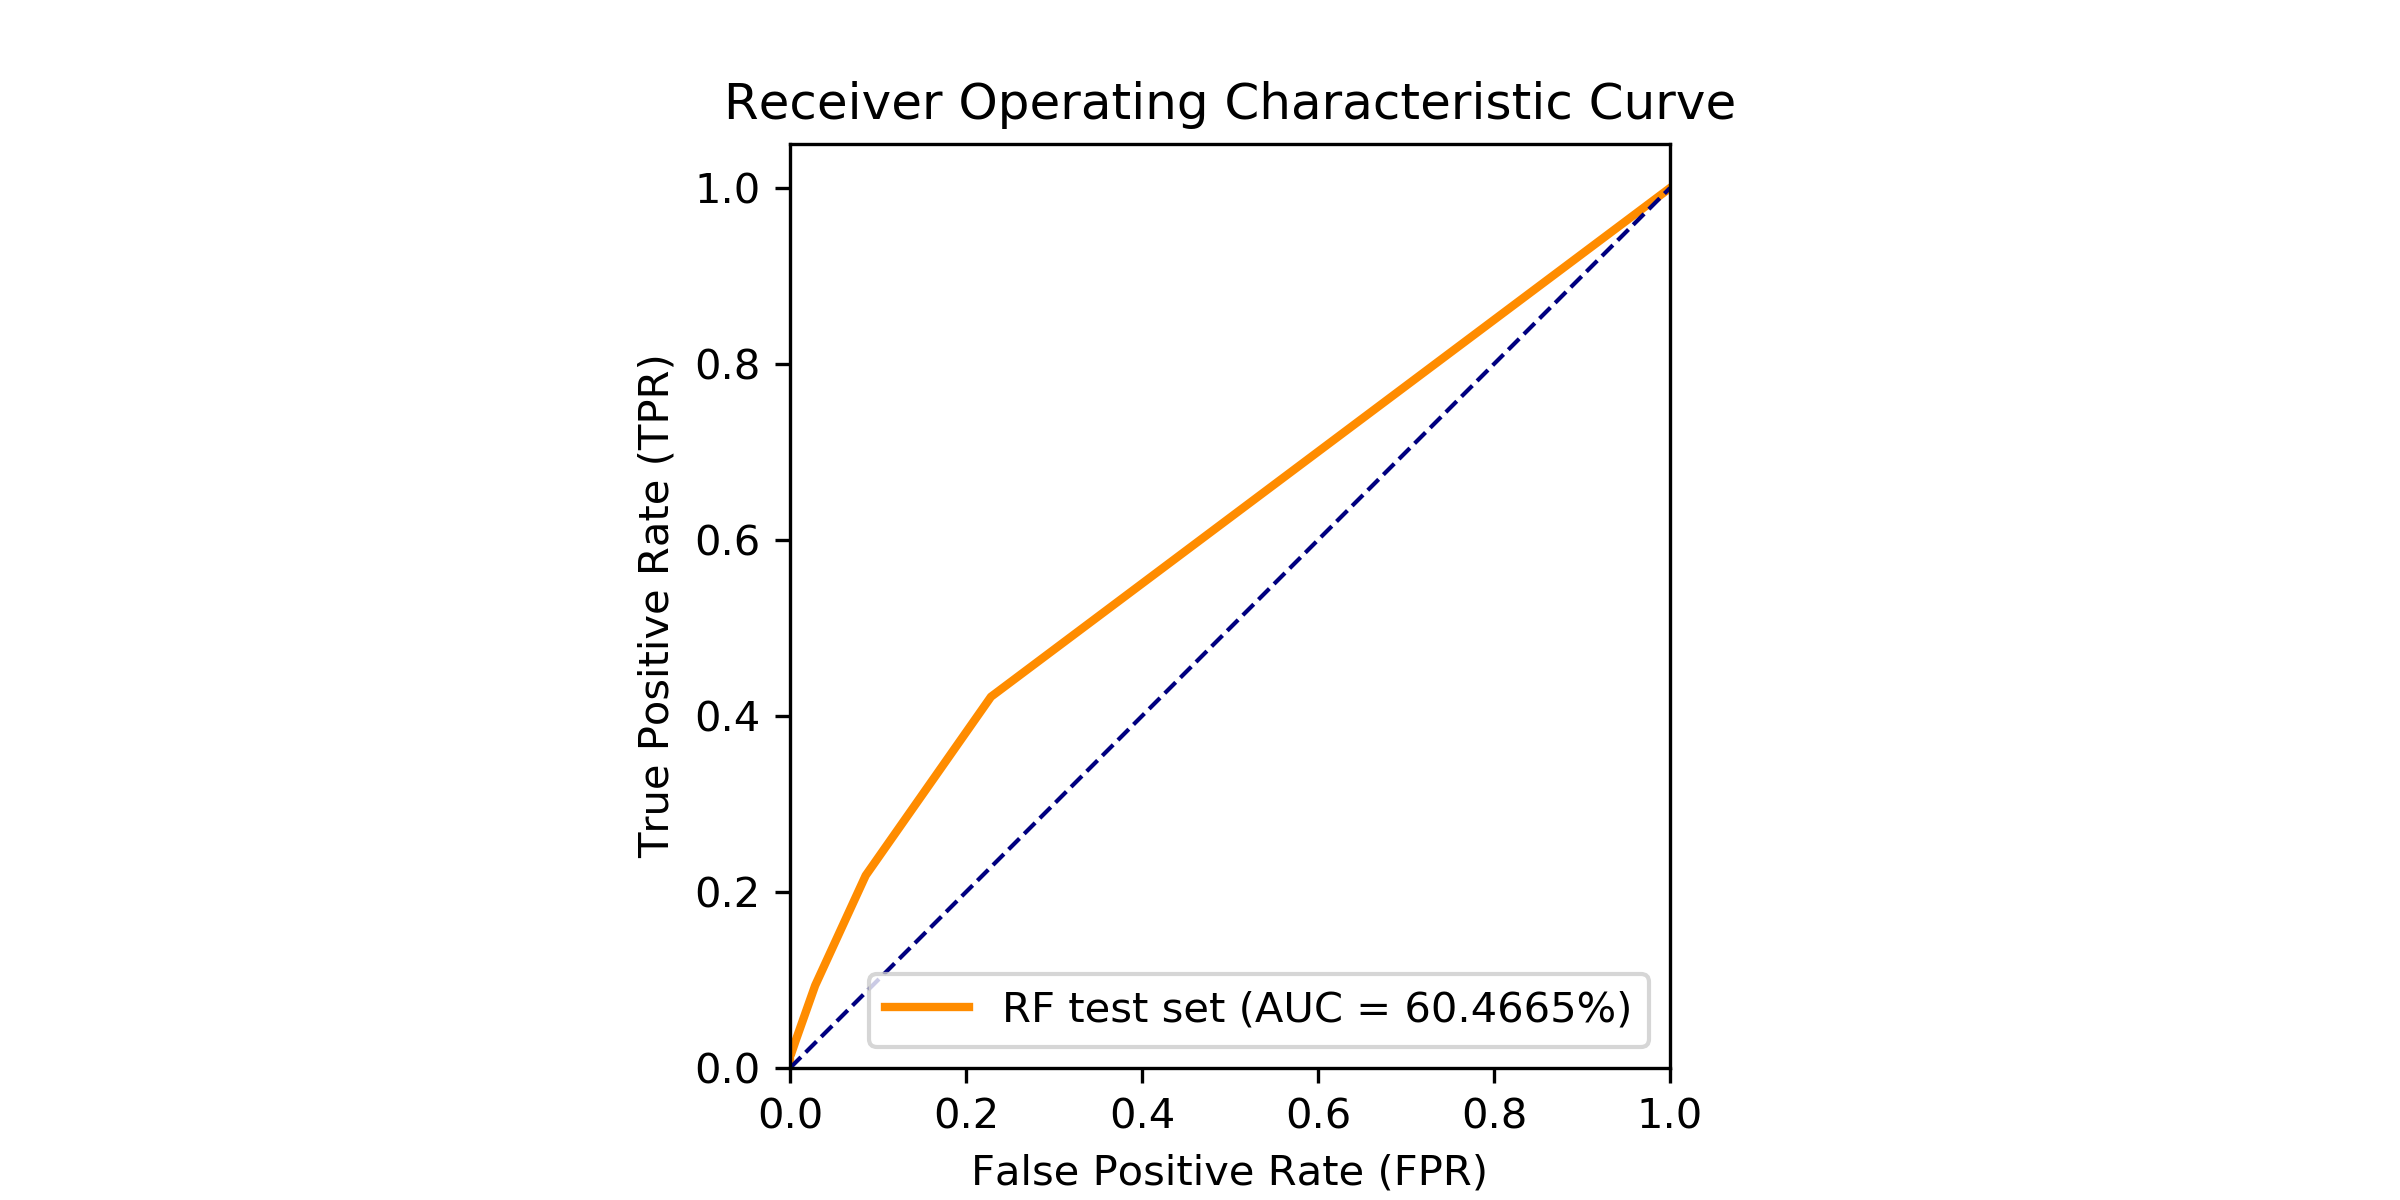 Receiver Operating Characteristic Curve
1.0
0.8
0.6
0.4
0.2
0.0
True Positive Rate (TPR)
RF test set (AUC = 60.4665%)
0.0 0.2 0.4 0.6 0.8 1.0
False Positive Rate (FPR)